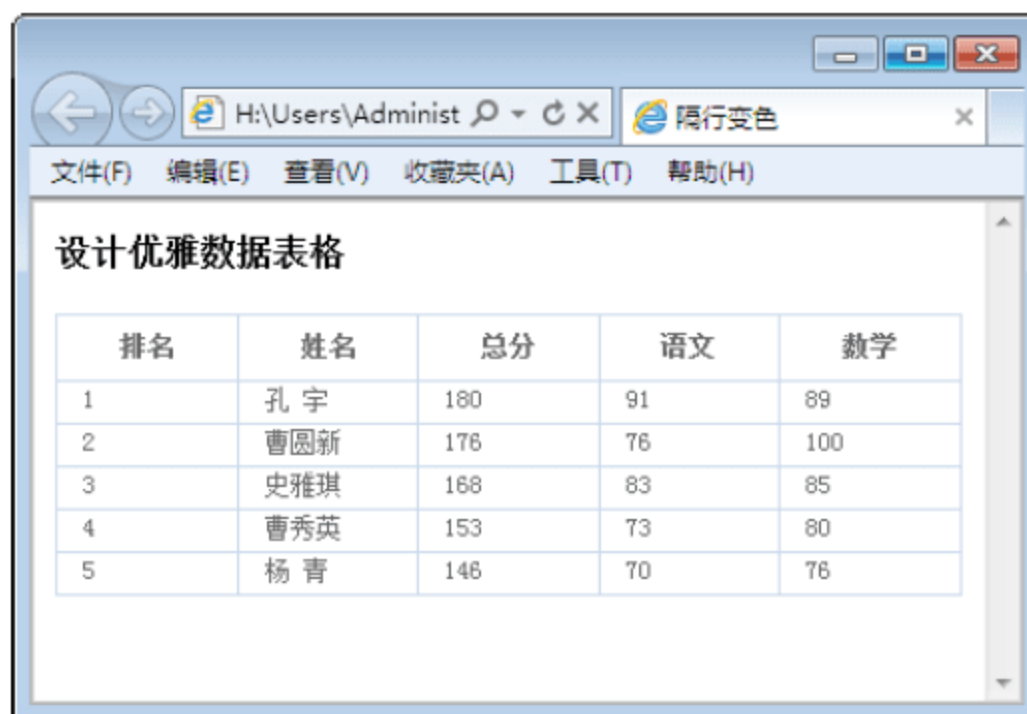 H:\Users\Administ
隔行变色
文件(F) 编辑(E) 查看(V) 收藏夹(A) 工具(T) 帮助(H)
设计优雅数据表格
排名 姓名 总分 语文 数学
1 孔 宇 180 91 89
2 曹圆新 176 76 100
3 史雅琪 168 83 85
4 曹秀英 153 73 80
5 杨 青 146 70 76